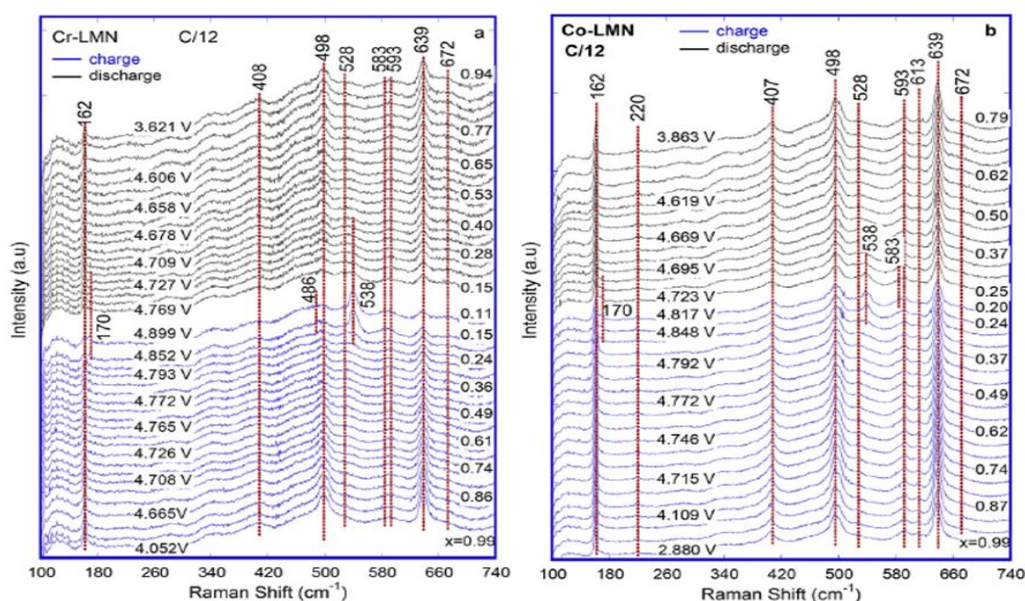 Cr-LMN C/12 a
charge
discharge
162
408
498
528
583
593
639
672
0.94
3.621 V
0.77
4.606 V
0.65
4.658 V
0.53
4.678 V
0.40
4.709 V
0.28
4.727 V
0.15
4.769 V
170
486
538
0.11
4.899 V
0.15
4.852 V
0.24
4.793 V
0.36
4.772 V
0.49
4.765 V
0.61
4.726 V
0.74
4.708 V
0.86
4.665V
4.052V
x=0.99
100 180 260 340 420 500 580 660 740
Raman Shift (cm-1)
Intensity (a.u)
Co-LMN b
C/12
charge
discharge
162
220
407
498
528
593
613
639
672
0.79
3.863 V
0.62
4.619 V
0.50
4.669 V
538
583
0.37
4.695 V
0.25
4.723 V
170
0.20
4.817 V
0.24
4.848 V
0.37
4.792 V
0.49
4.772 V
0.62
4.746 V
0.74
4.715 V
0.87
4.109 V
2.880 V
x=0.99
100 180 260 340 420 500 580 660 740
Raman Shift (cm-1)
Intensity (a.u)